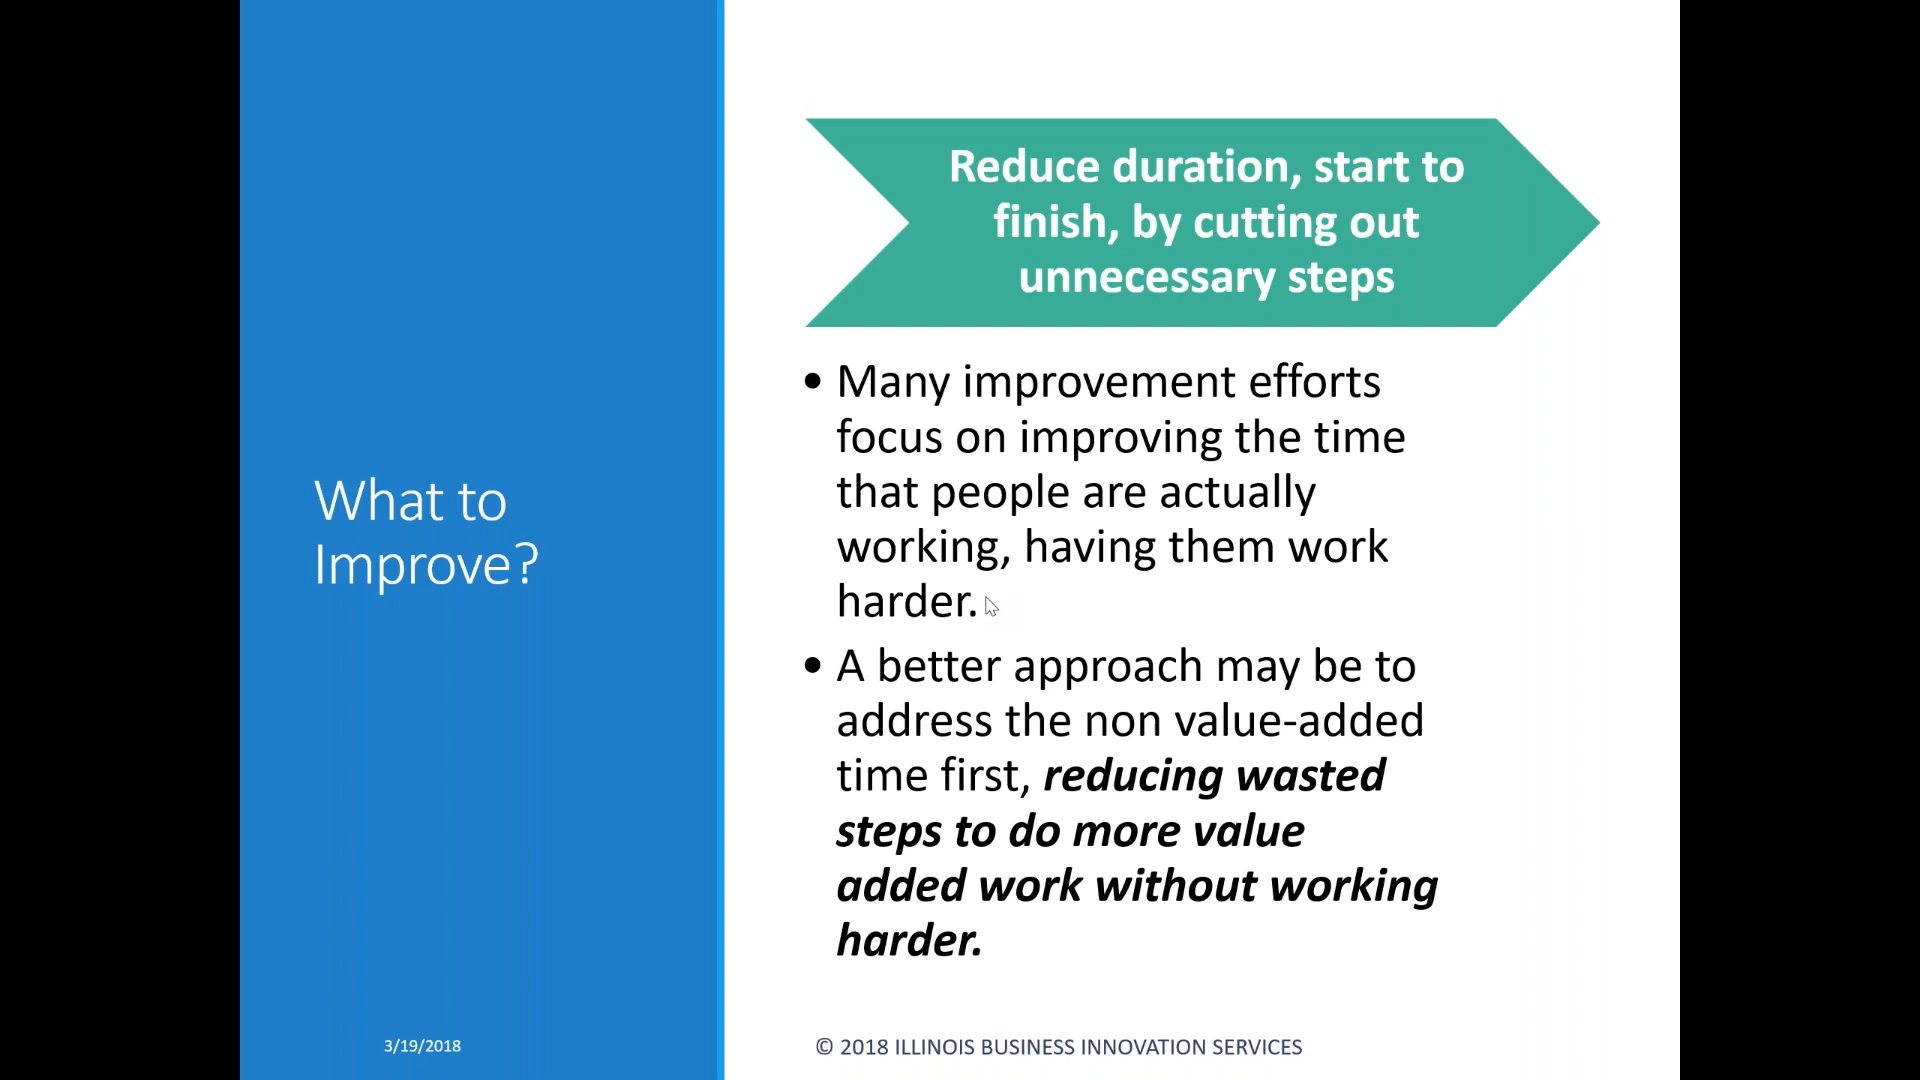 What to
Improve?
Reduce duration, start to
finish, by cutting out
unnecessary steps
• Many improvement efforts
focus on improving the time
that people are actually
working, having them work
harder.
• A better approach may be to
address the non value-added
time first, reducing wasted
steps to do more value
added work without working
harder.
3/19/2018
© 2018 ILLINOIS BUSINESS INNOVATION SERVICES